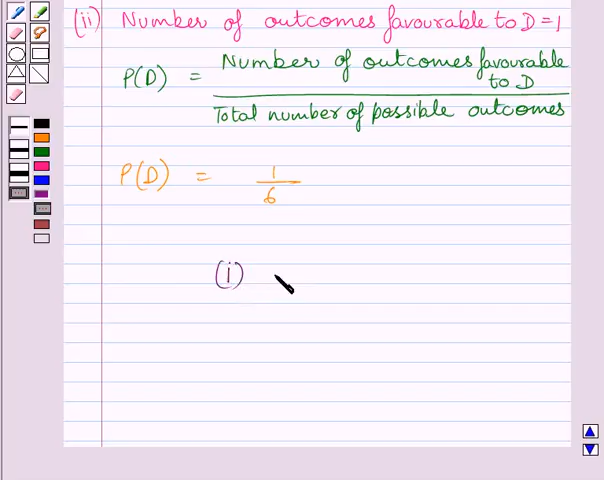 (ii) Number of outcomes favourable to D = 1
P(D) = Number of outcomes favourable
to D
Total number of possible outcomes
P(D) = 1
6
(i)